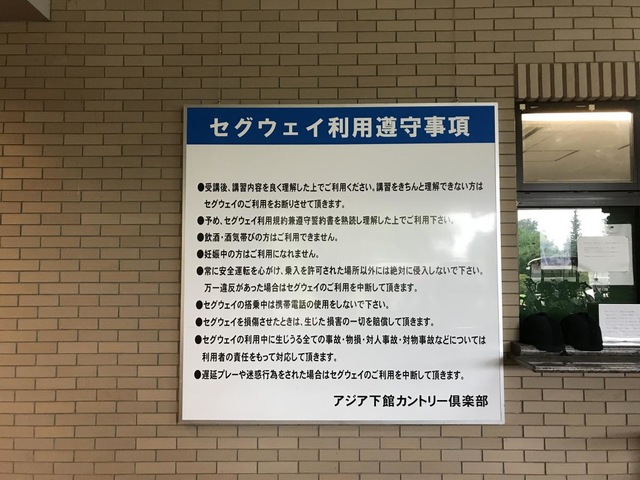 セグウェイ利用遵守事項
●受講後、講習内容を良く理解した上でご利用ください。講習をきちんと理解できない方は
セグウェイのご利用をお断りさせて頂きます。
●予め、セグウェイ利用規約兼遵守誓約書を熟読し理解した上でご利用下さい。
●飲酒・酒気帯びの方はご利用できません。
●妊娠中の方はご利用になれません。
●常に安全運転を心がけ、乗入を許可された場所以外には絶対に侵入しないで下さい。
万一違反があった場合はセグウェイのご利用を中断して頂きます。
●セグウェイの搭乗中は携帯電話の使用をしないで下さい。
●セグウェイを損傷させたときは、生じた損害の一切を賠償して頂きます。
●セグウェイの利用中に生じうる全ての事故・物損・対人事故・対物事故などについては
利用者の責任をもって対応して頂きます。
●遅延プレーや迷惑行為をされた場合はセグウェイのご利用を中断して頂きます。
アジア下館カントリー倶楽部